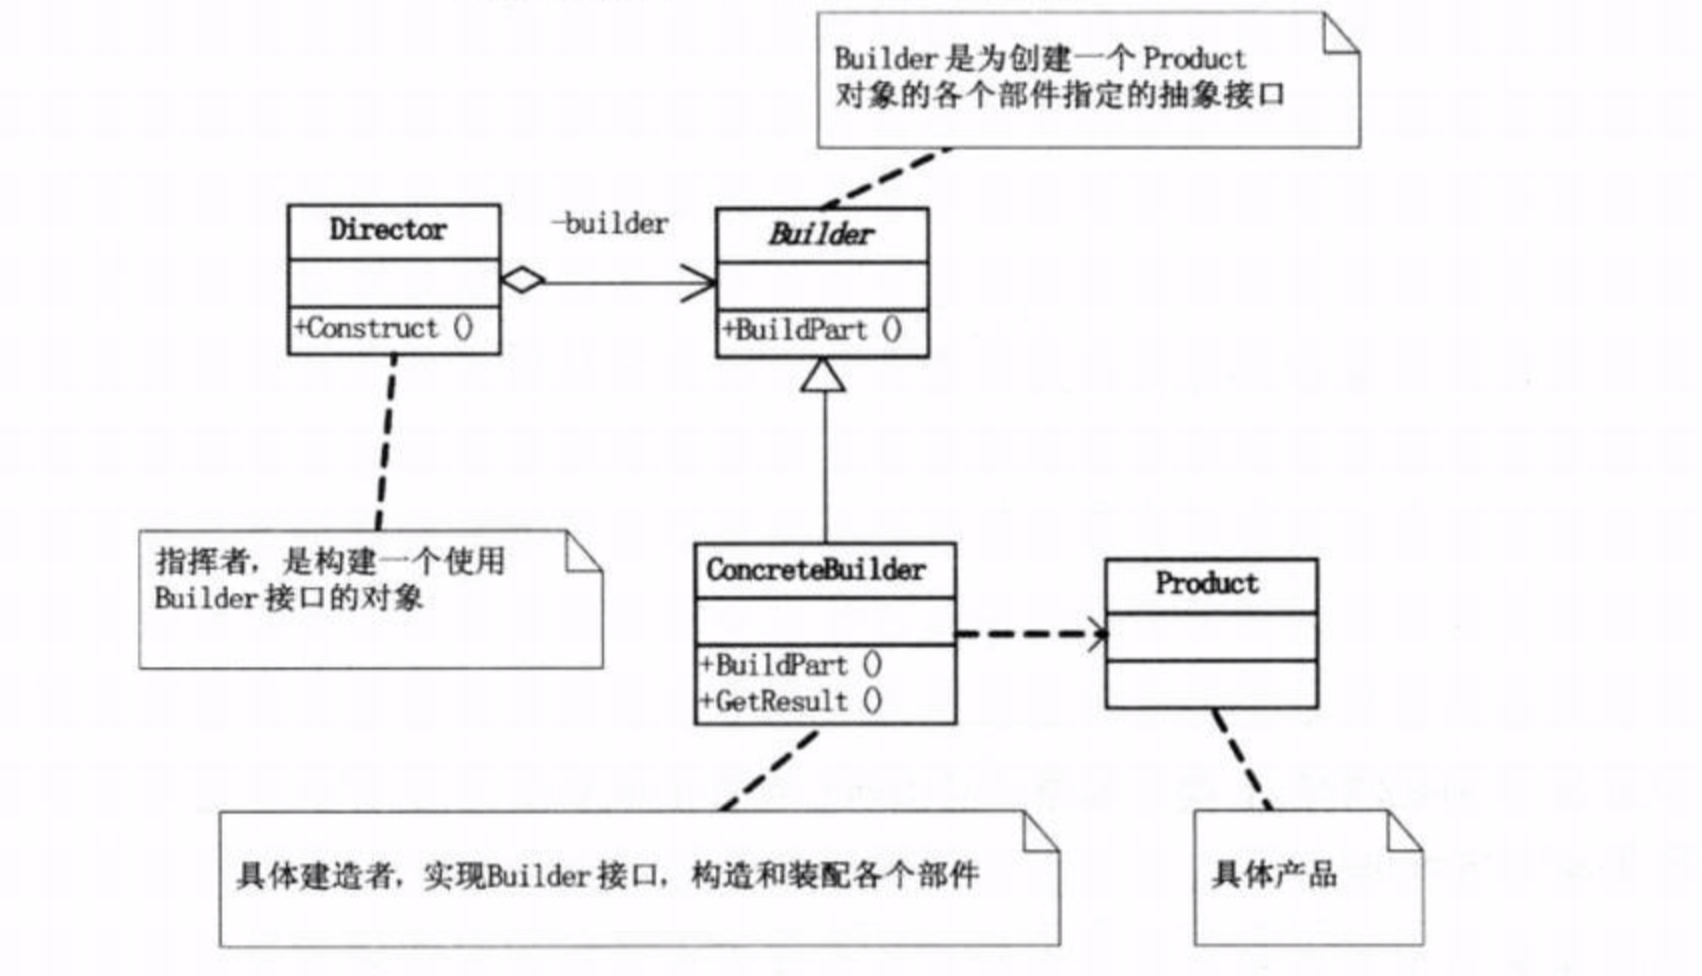 Builder是为创建一个Product
对象的各个部件指定的抽象接口
Director
-builder
Builder
+Construct ()
+BuildPart ()
指挥者，是构建一个使用
Builder接口的对象
ConcreteBuilder
Product
+BuildPart ()
+GetResult ()
具体建造者，实现Builder接口，构造和装配各个部件
具体产品